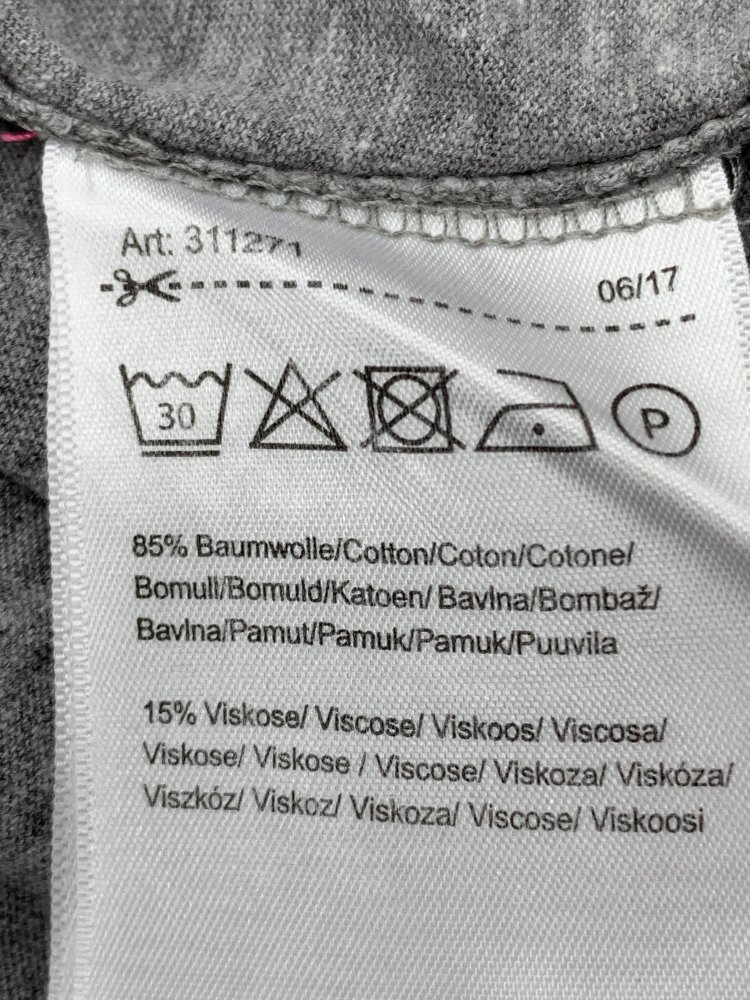 Art: 311271
06/17
30
P
85% Baumwolle/Cotton/Coton/Cotone/
Bomull/Bomuld/Katoen/ Bavlna/Bombaž/
Bavlna/Pamut/Pamuk/Pamuk/Puuvila
15% Viskose/ Viscose/ Viskoos/ Viscosa/
Viskose/ Viskose / Viscose/ Viskoza/ Viskóza/
Viszkóz/ Viskoz/ Viskoza/ Viscose/ Viskoosi